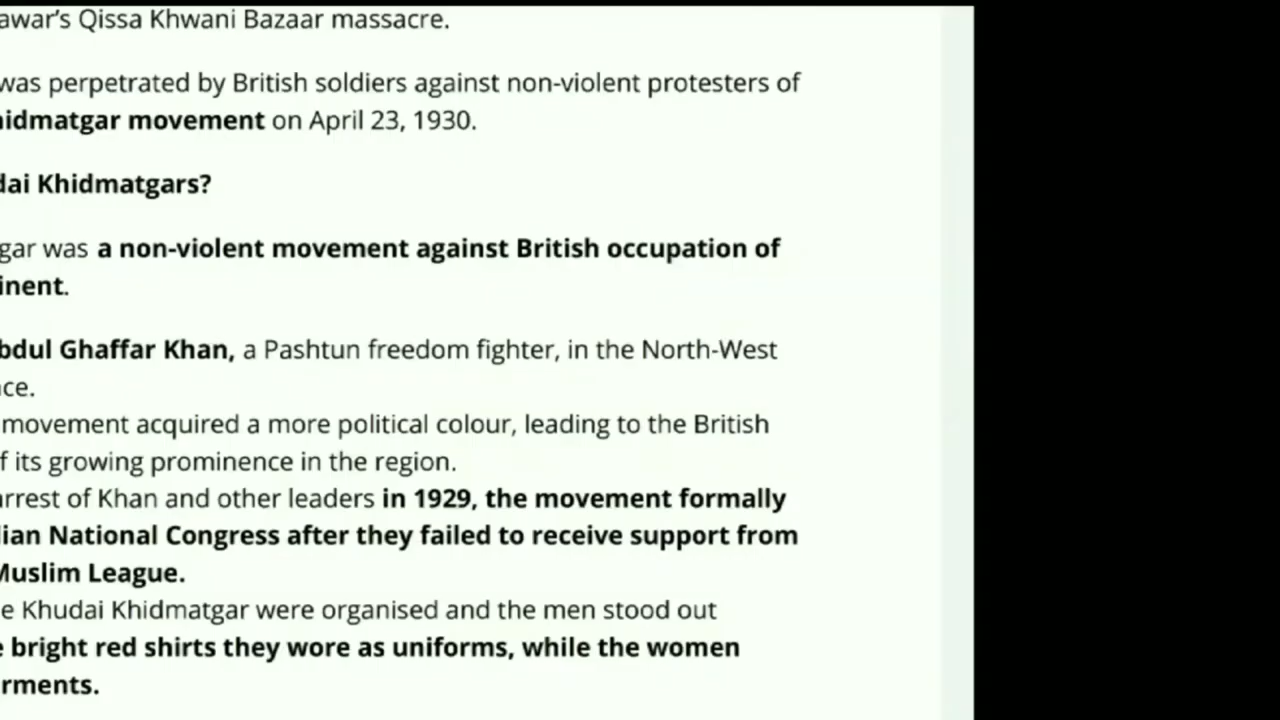 awar's Qissa Khwani Bazaar massacre.
was perpetrated by British soldiers against non-violent protesters of
hidmatgar movement on April 23, 1930.
dai Khidmatgars?
gar was a non-violent movement against British occupation of
inent.
bdul Ghaffar Khan, a Pashtun freedom fighter, in the North-West
ce.
movement acquired a more political colour, leading to the British
f its growing prominence in the region.
arrest of Khan and other leaders in 1929, the movement formally
ian National Congress after they failed to receive support from
Muslim League.
e Khudai Khidmatgar were organised and the men stood out
e bright red shirts they wore as uniforms, while the women
rments.